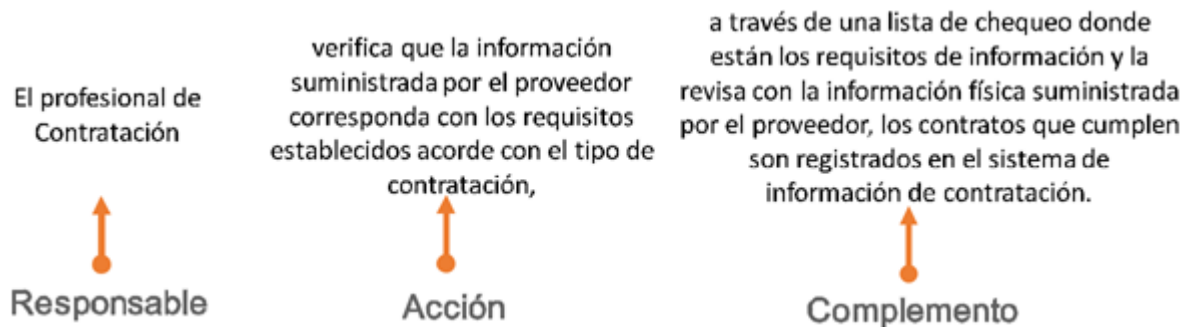 El profesional de
Contratación
verifica que la información
suministrada por el proveedor
corresponda con los requisitos
establecidos acorde con el tipo de
contratación,
a través de una lista de chequeo donde
están los requisitos de información y la
revisa con la información física suministrada
por el proveedor, los contratos que cumplen
son registrados en el sistema de
información de contratación.
Responsable
Acción
Complemento